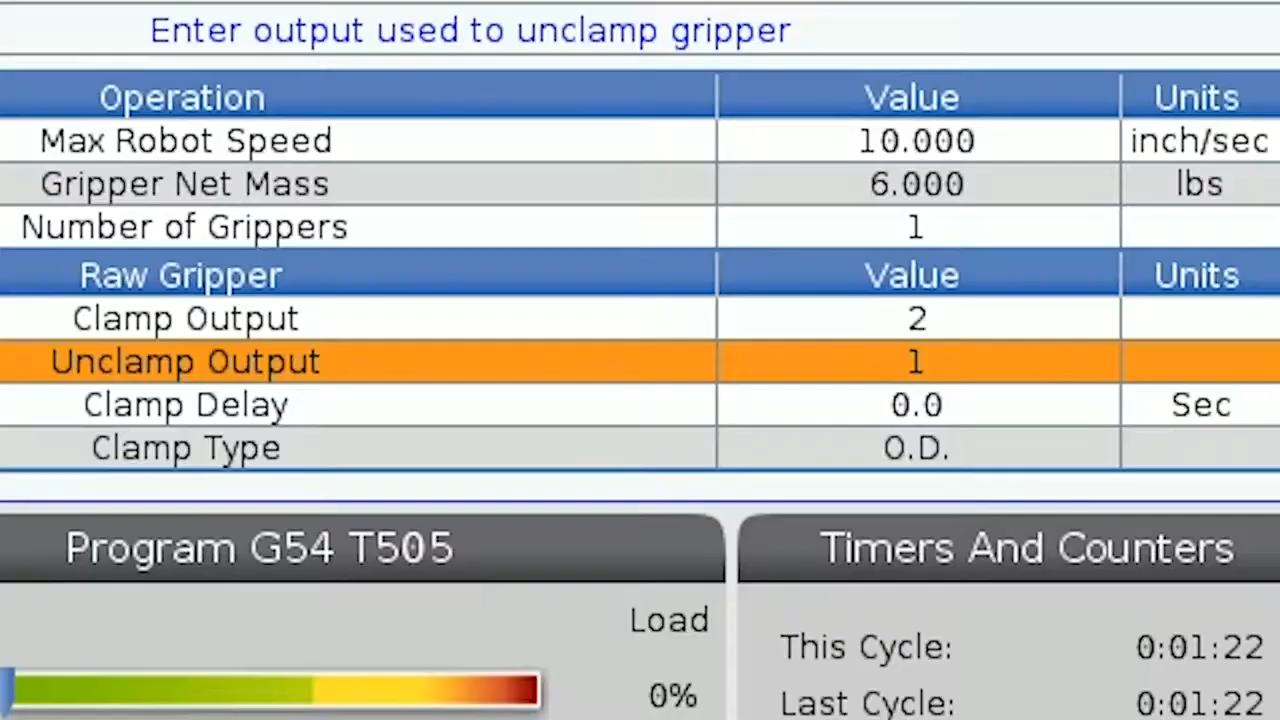 Enter output used to unclamp gripper
Operation Value Units
Max Robot Speed 10.000 inch/sec
Gripper Net Mass 6.000 lbs
Number of Grippers 1
Raw Gripper Value Units
Clamp Output 2
Unclamp Output 1
Clamp Delay 0.0 Sec
Clamp Type O.D.
Program G54 T505 Timers And Counters
Load
This Cycle: 0:01:22
0%
Last Cycle: 0:01:22